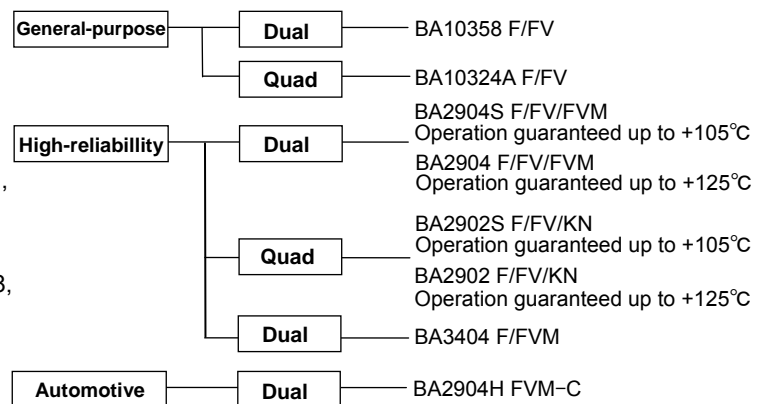 General-purpose
Dual
BA10358 F/FV
Quad
BA10324A F/FV
High-reliabillity
Dual
BA2904S F/FV/FVM
Operation guaranteed up to +105℃
BA2904 F/FV/FVM
Operation guaranteed up to +125℃
,
Quad
BA2902S F/FV/KN
Operation guaranteed up to +105℃
BA2902 F/FV/KN
Operation guaranteed up to +125℃
,
Dual
BA3404 F/FVM
Automotive
Dual
BA2904H FVM-C